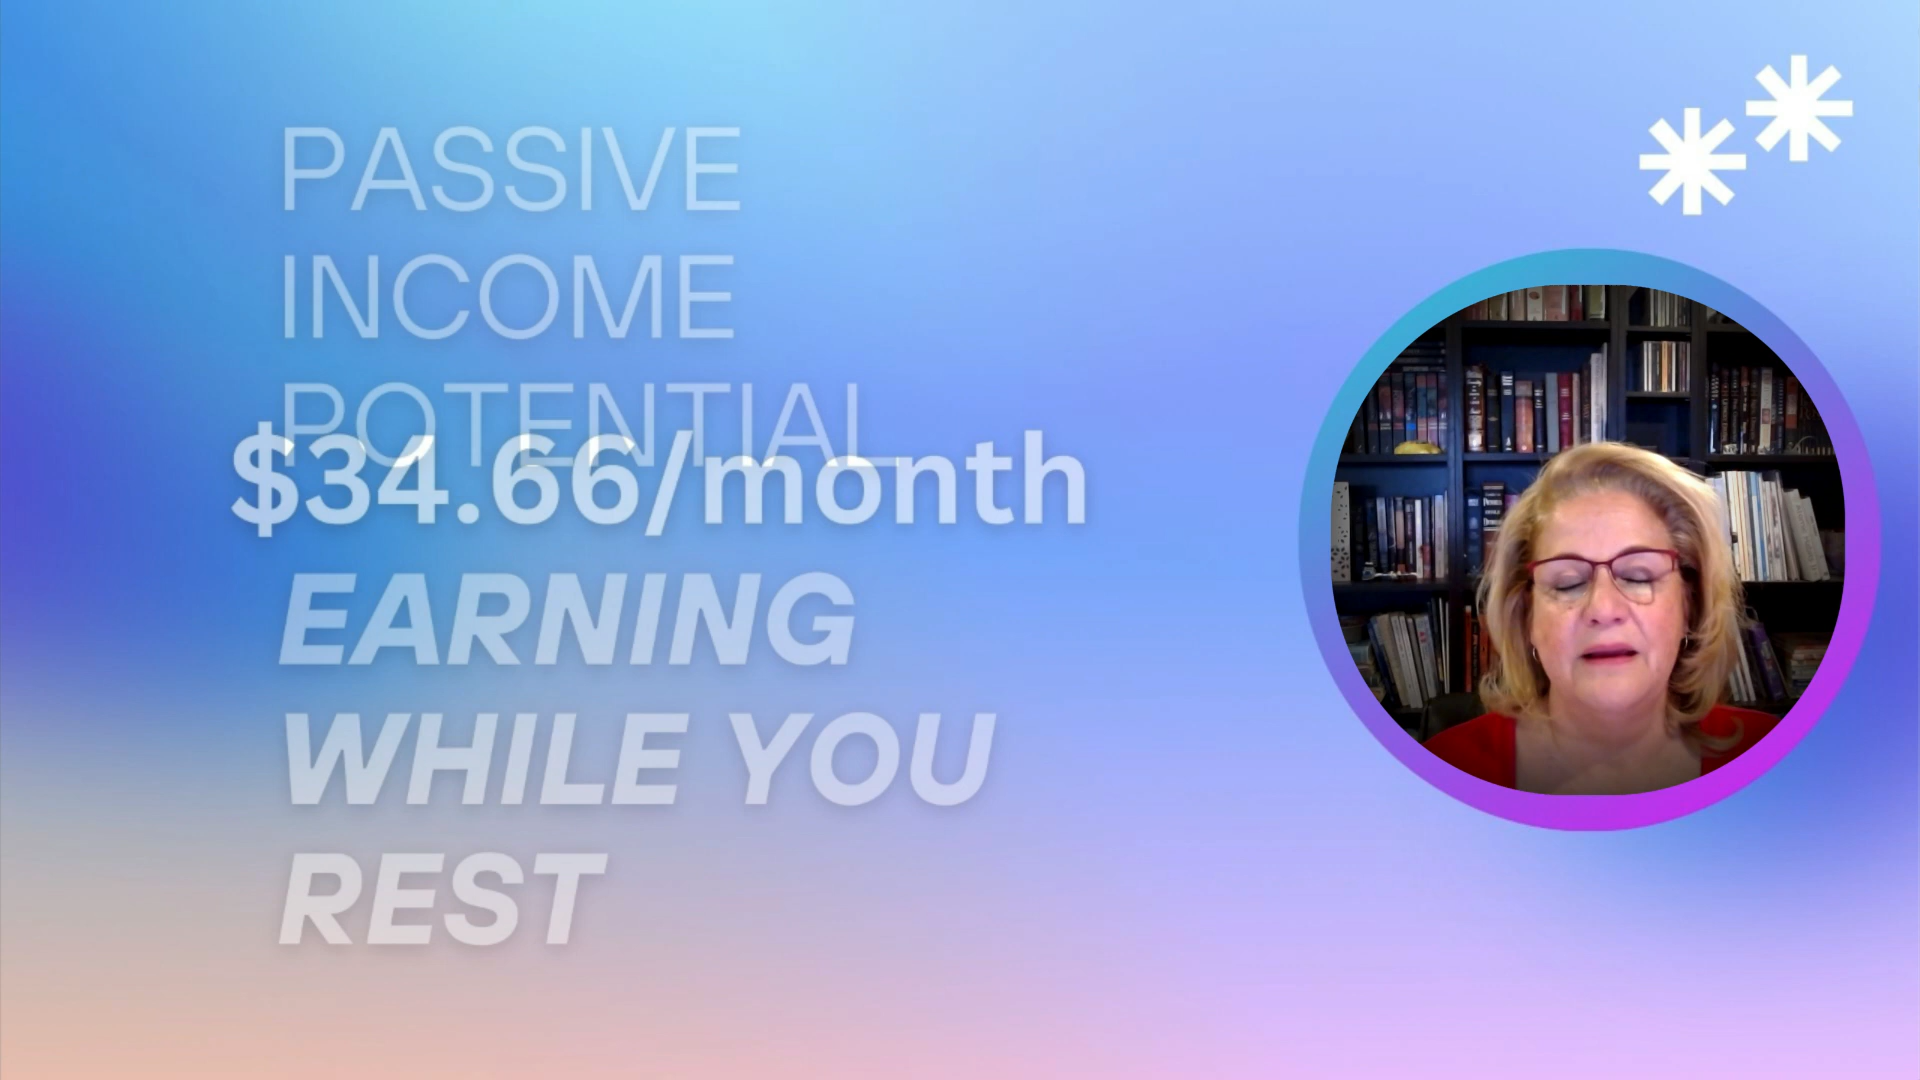 PASSIVE
INCOME
POTENTIAL
$34.66/month
EARNING
WHILE YOU
REST